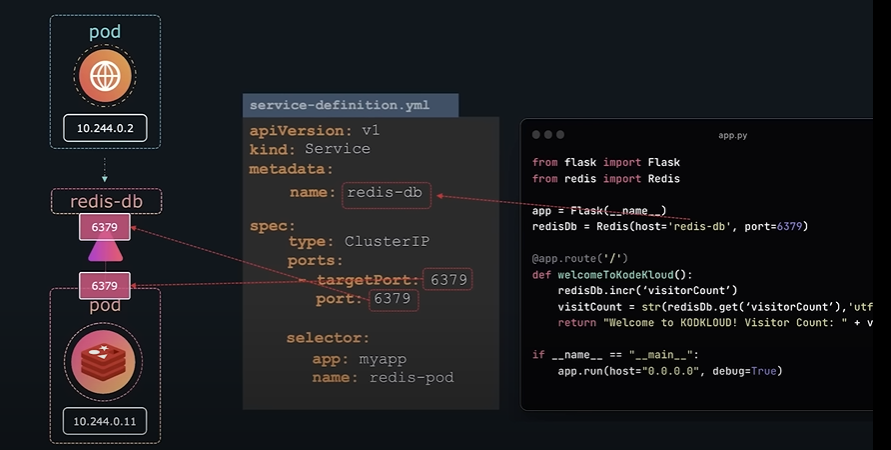 pod
10.244.0.2
redis-db
6379
6379
pod
10.244.0.11
service-definition.yml
apiVersion: v1
kind: Service
metadata:
name: redis-db
spec:
type: ClusterIP
ports:
- targetPort: 6379
port: 6379
selector:
app: myapp
name: redis-pod
app.py
from flask import Flask
from redis import Redis
app = Flask(__name__)
redisDb = Redis(host='redis-db', port=6379)
@app.route('/')
def welcomeToKodeKloud():
redisDb.incr(‘visitorCount’)
visitCount = str(redisDb.get(‘visitorCount’),'utf
return "Welcome to KODKLOUD! Visitor Count: " + v
if __name__ == "__main__":
app.run(host="0.0.0.0", debug=True)